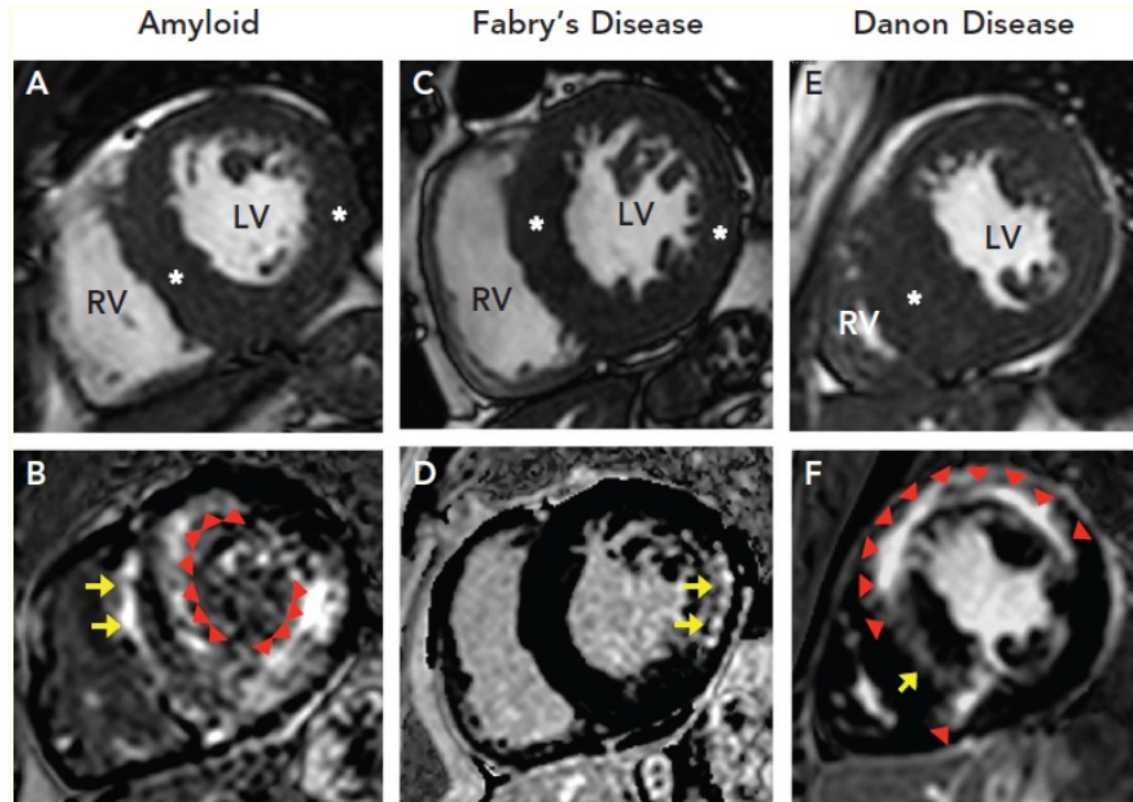 Amyloid Fabry's Disease Danon Disease
A C E
LV * * LV * LV
* RV
RV RV *
B D F